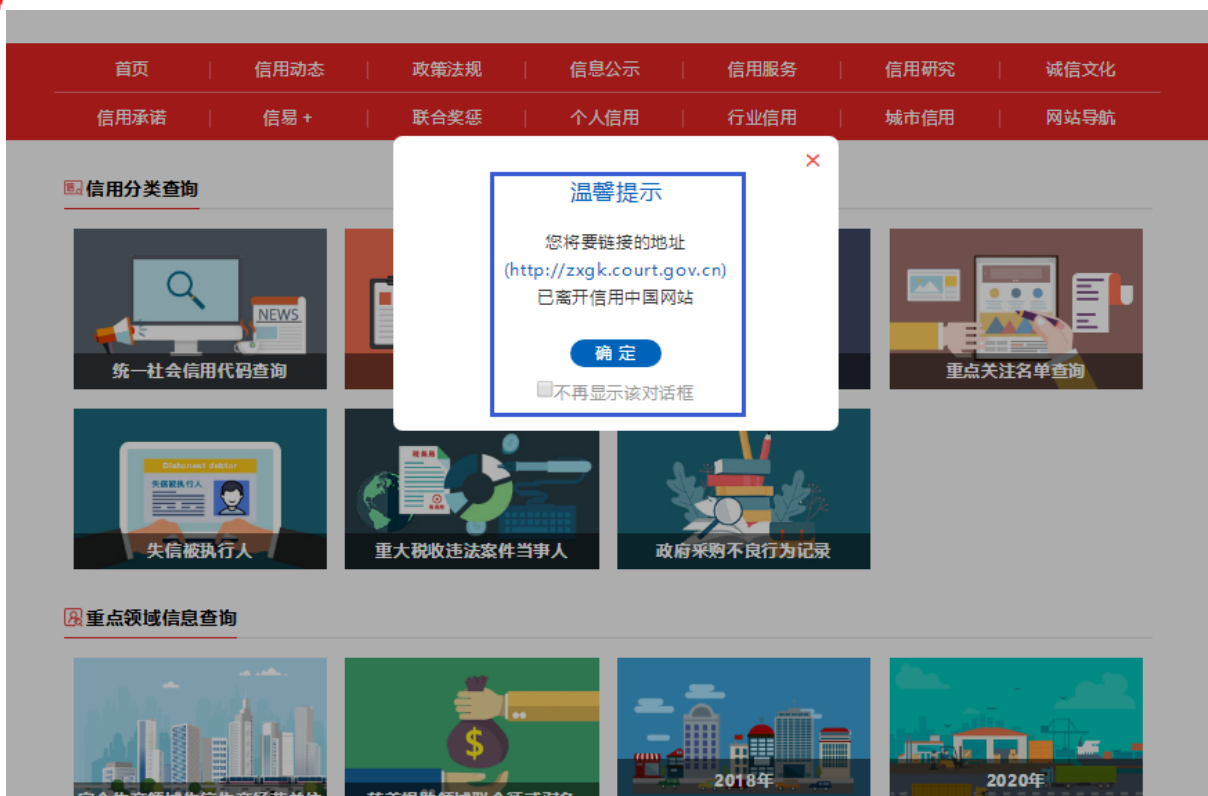 首页 信用动态 政策法规 信息公示 信用服务 信用研究 诚信文化
信用承诺 信易 + 联合奖惩 个人信用 行业信用 城市信用 网站导航
信用分类查询
温馨提示
您将要链接的地址
(http://zxgk.court.gov.cn)
已离开信用中国网站
确 定
不再显示该对话框
NEWS
统一社会信用代码查询
重点关注名单查询
Dishonest debtor
失信被执行人
失信被执行人
重大税收违法案件当事人
政府采购不良行为记录
重点领域信息查询
2018年
2020年